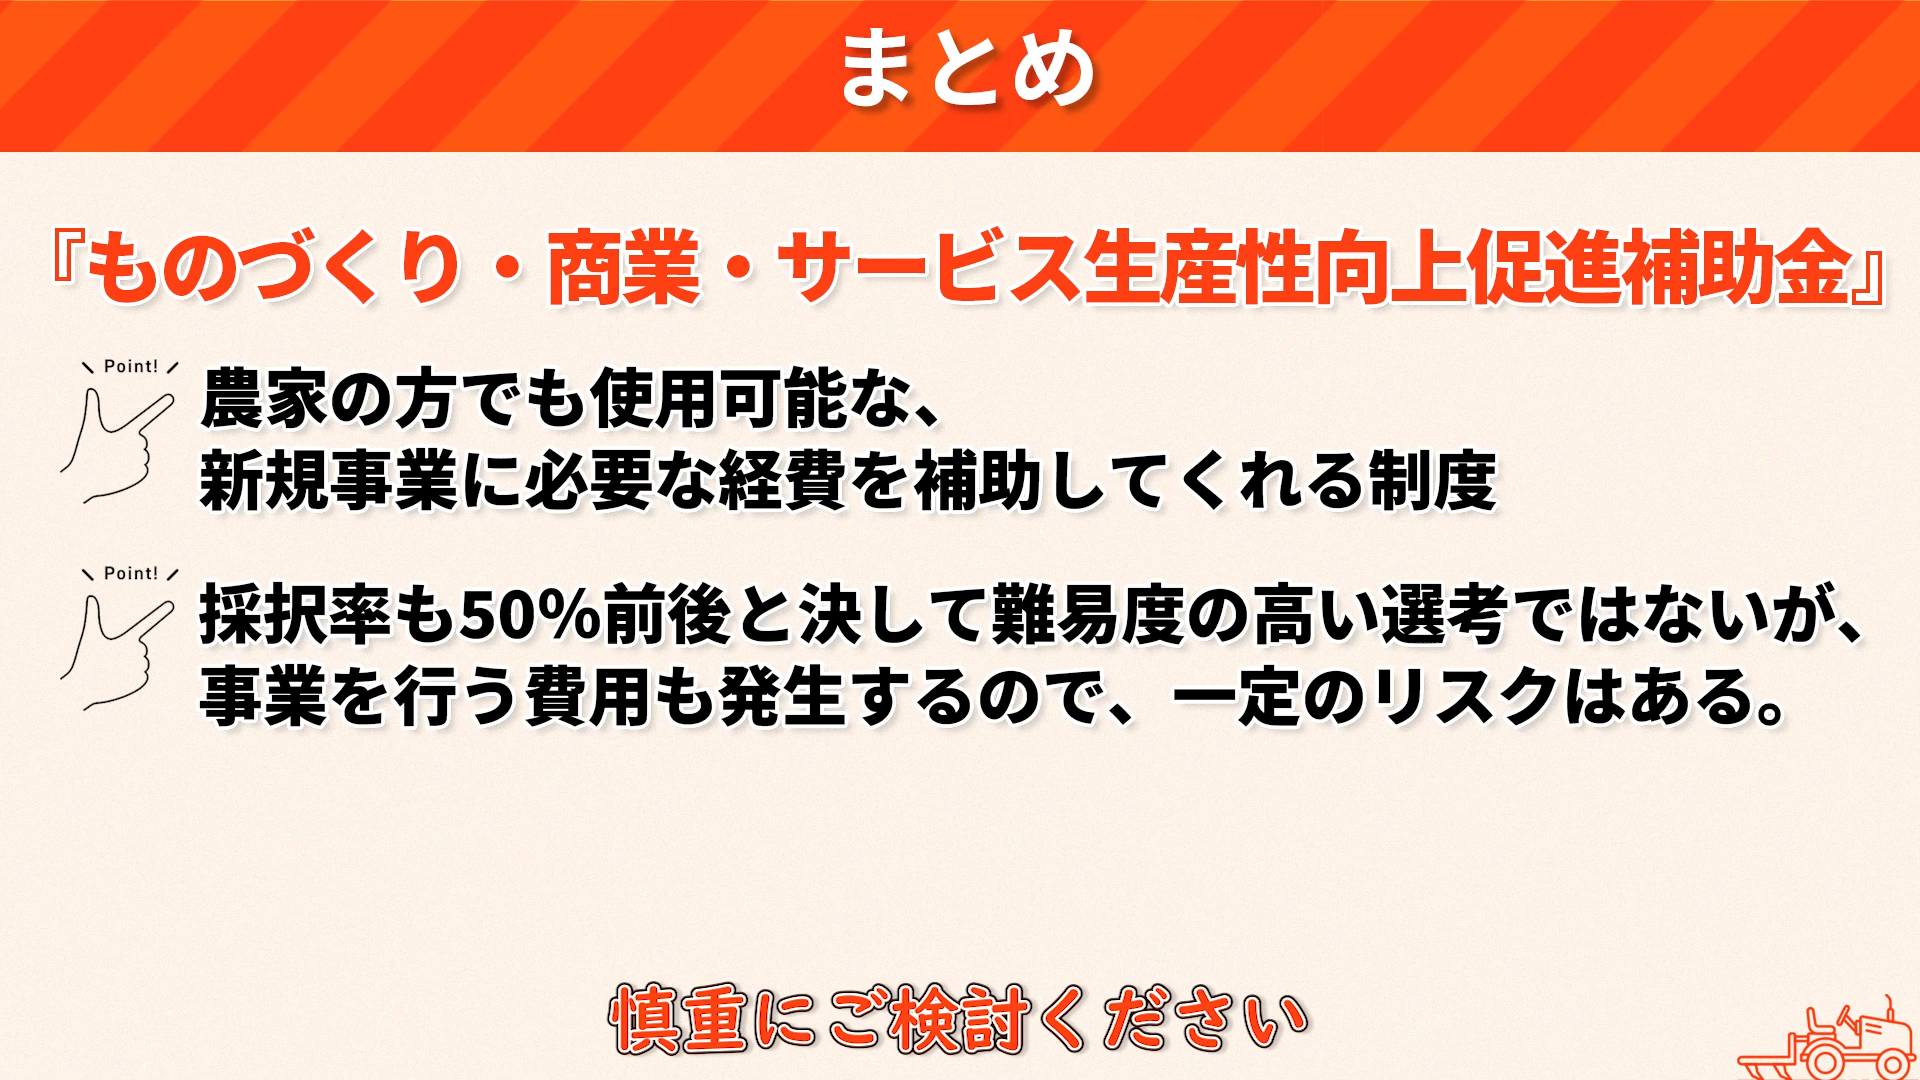 まとめ
『ものづくり・商業・サービス生産性向上促進補助金』
Point!
農家の方でも使用可能な、
新規事業に必要な経費を補助してくれる制度
Point!
採択率も50%前後と決して難易度の高い選考ではないが、
事業を行う費用も発生するので、一定のリスクはある。
慎重にご検討ください